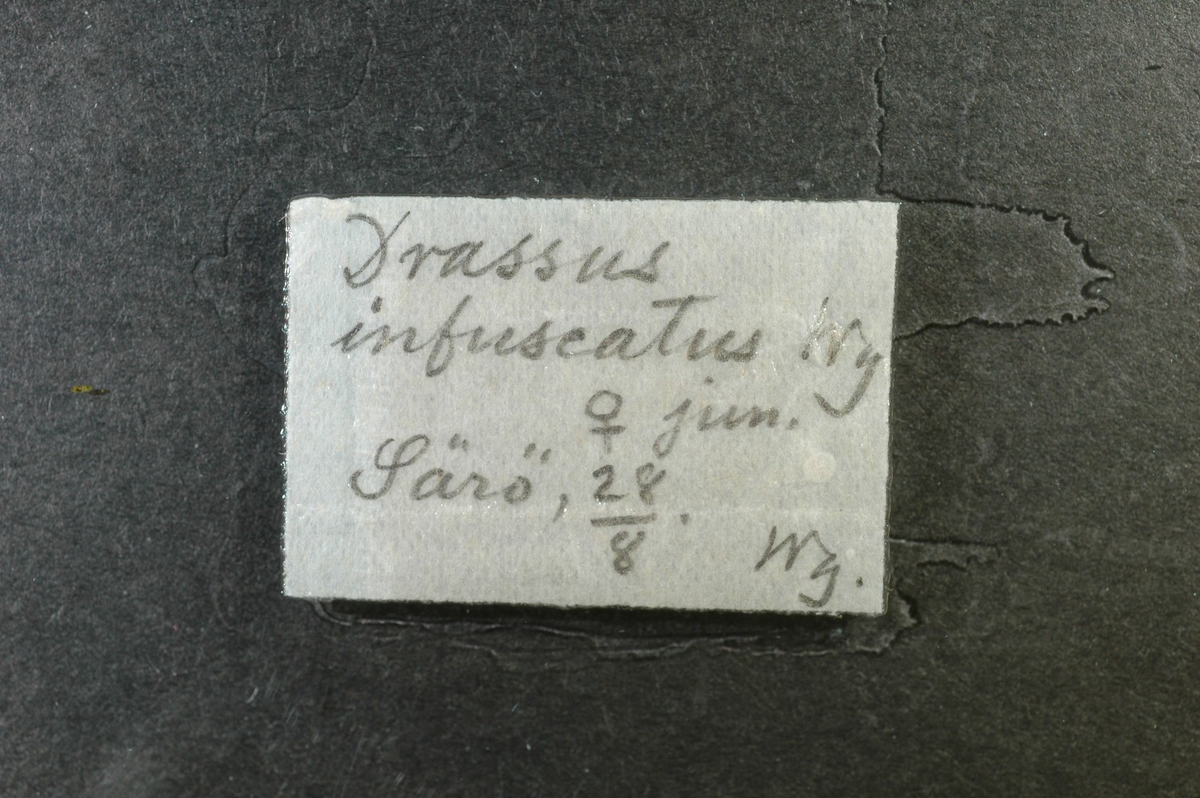 Drassus
infuscatus Wg
♀ jun.
Särö, 28/8.
Wg.